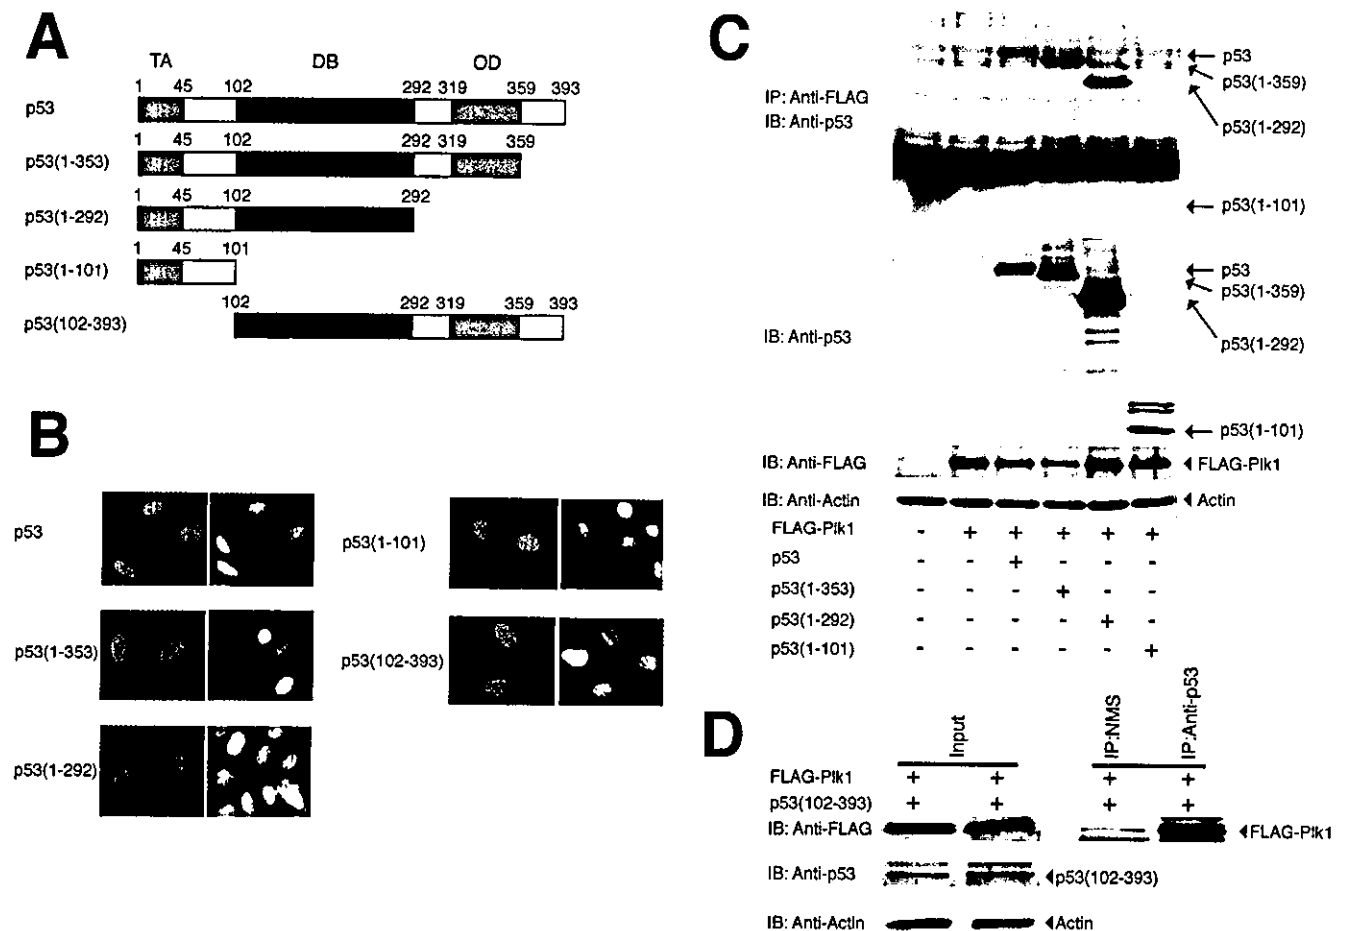 A
TA DB OD
1 45 102 292 319 359 393
p53
1 45 102 292 319 359
p53(1-353)
1 45 102 292
p53(1-292)
1 45 101
p53(1-101)
102 292 319 359 393
p53(102-393)
B
p53
p53(1-353)
p53(1-292)
p53(1-101)
p53(102-393)
C
IP: Anti-FLAG
IB: Anti-p53
p53
p53(1-359)
p53(1-292)
p53(1-101)
IB: Anti-p53
p53
p53(1-359)
p53(1-292)
p53(1-101)
IB: Anti-FLAG FLAG-Plk1
IB: Anti-Actin Actin
FLAG-Plk1 - + + + + +
p53 - - + - - -
p53(1-353) - - - + - -
p53(1-292) - - - - + -
p53(1-101) - - - - - +
D
Input IP:NMS IP:Anti-p53
FLAG-Plk1 + + + +
p53(102-393) + + + +
IB: Anti-FLAG FLAG-Plk1
IB: Anti-p53 p53(102-393)
IB: Anti-Actin Actin